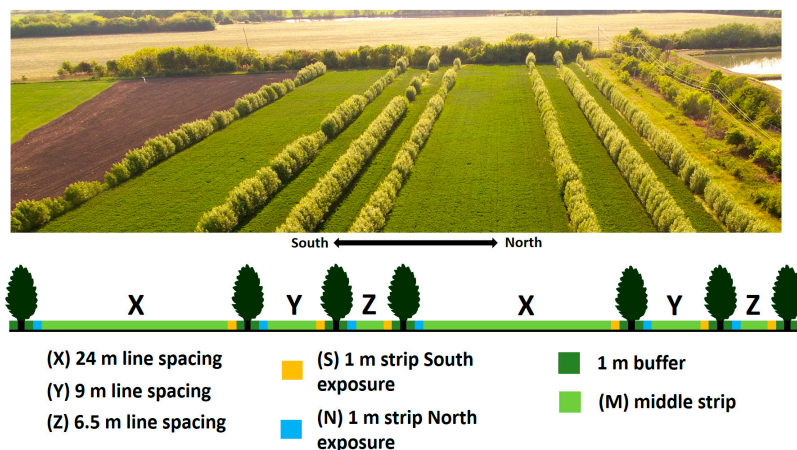 South North
X Y Z X Y Z
(X) 24 m line spacing
(Y) 9 m line spacing
(Z) 6.5 m line spacing
(S) 1 m strip South
exposure
(N) 1 m strip North
exposure
1 m buffer
(M) middle strip